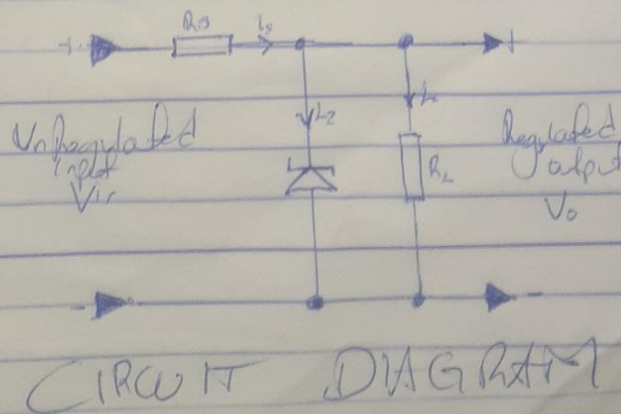 + Rs Is +
Iz IL
UnRegulated
input
Vin
RL
Regulated
output
Vo
- -
CIRCUIT DIAGRAM